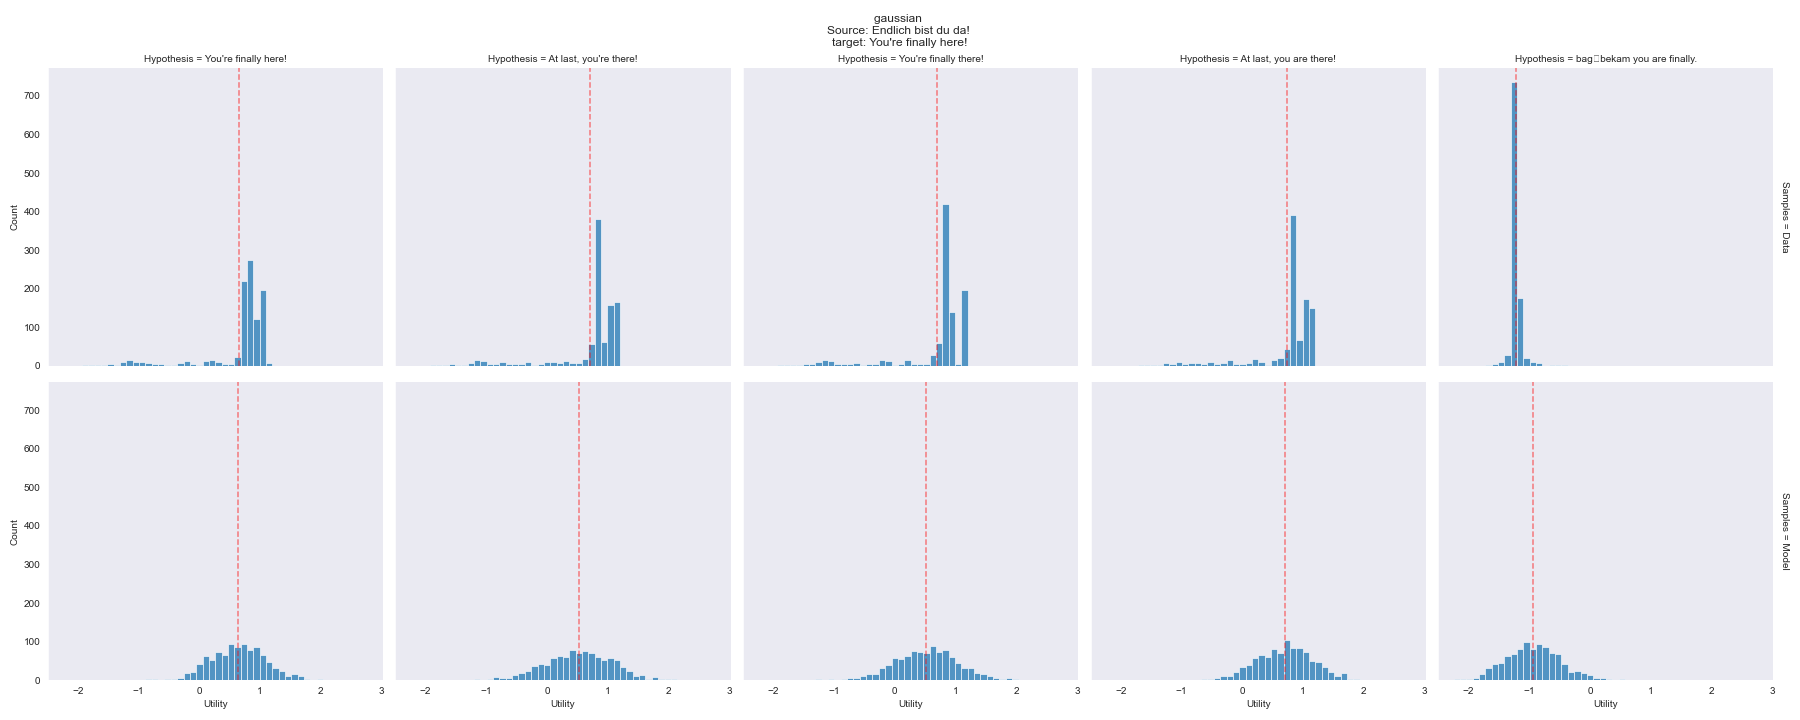 gaussian
Source: Endlich bist du da!
target: You're finally here!
Hypothesis = You're finally here!
Hypothesis = At last, you're there!
Hypothesis = You're finally there!
Hypothesis = At last, you are there!
Hypothesis = bag▯bekam you are finally.
Count
700
600
500
400
300
200
100
0
Samples = Data
Count
700
600
500
400
300
200
100
0
Samples = Model
−2 −1 0 1 2 3
−2 −1 0 1 2 3
−2 −1 0 1 2 3
−2 −1 0 1 2 3
−2 −1 0 1 2 3
Utility
Utility
Utility
Utility
Utility